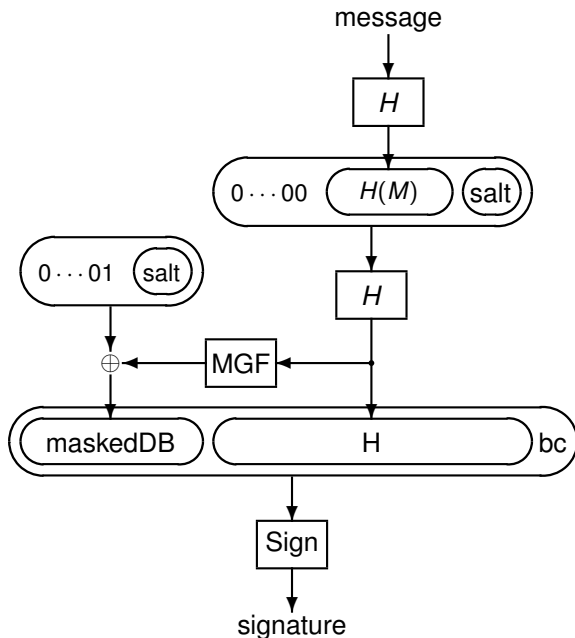 message
H
0···00 H(M) salt
0···01 salt
H
⊕ MGF
maskedDB H bc
Sign
signature